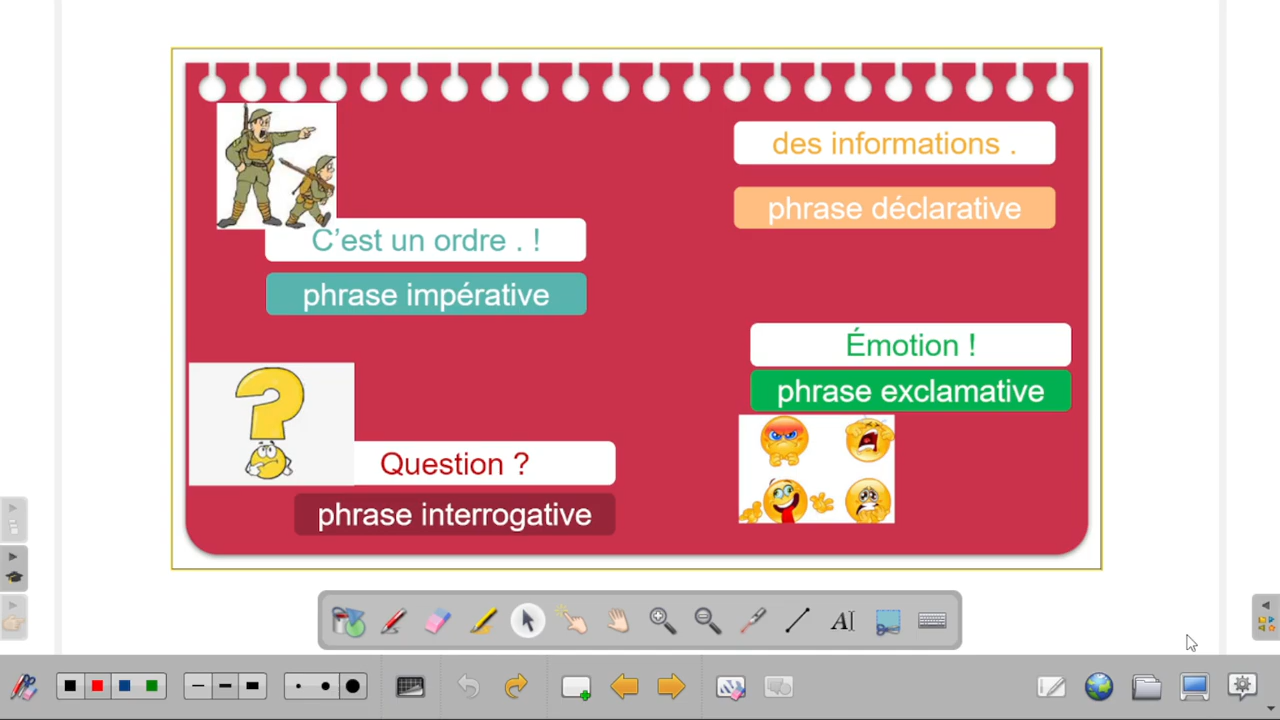 des informations .
phrase déclarative
C’est un ordre . !
phrase impérative
Émotion !
phrase exclamative
Question ?
phrase interrogative